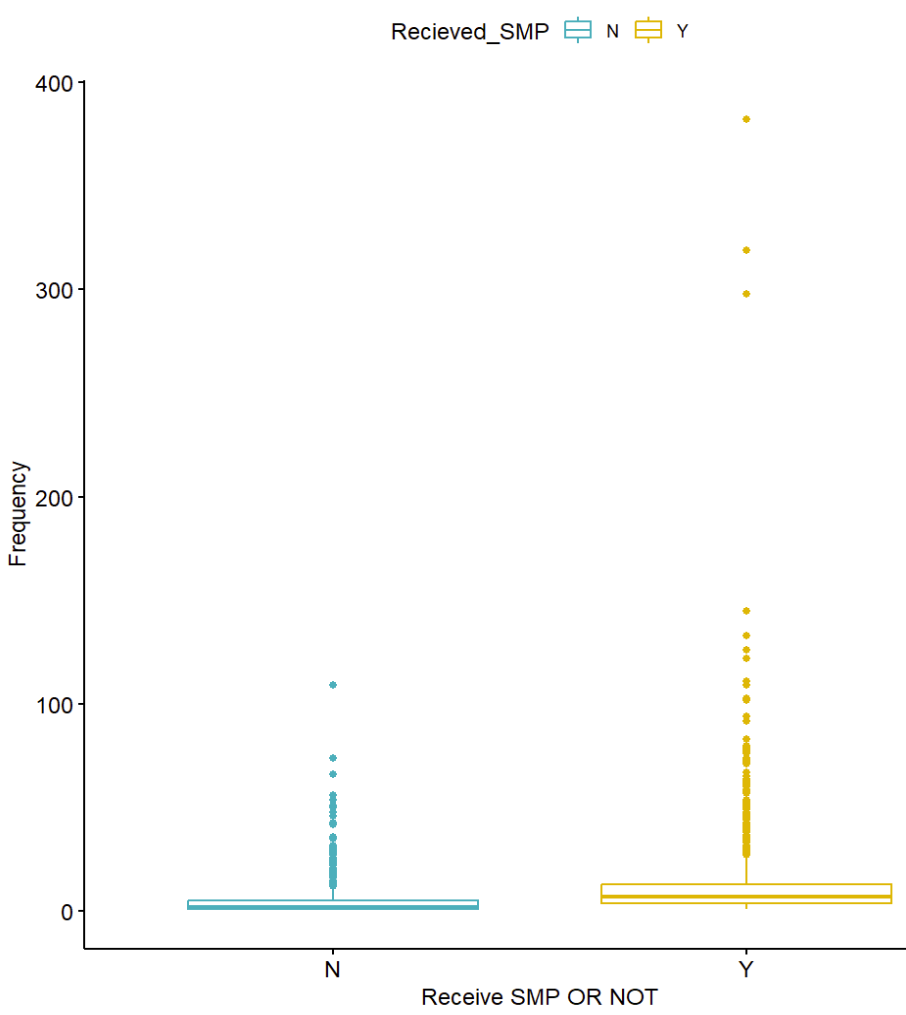 Recieved_SMP N Y
400
300
200
100
0
Frequency
N Y
Receive SMP OR NOT